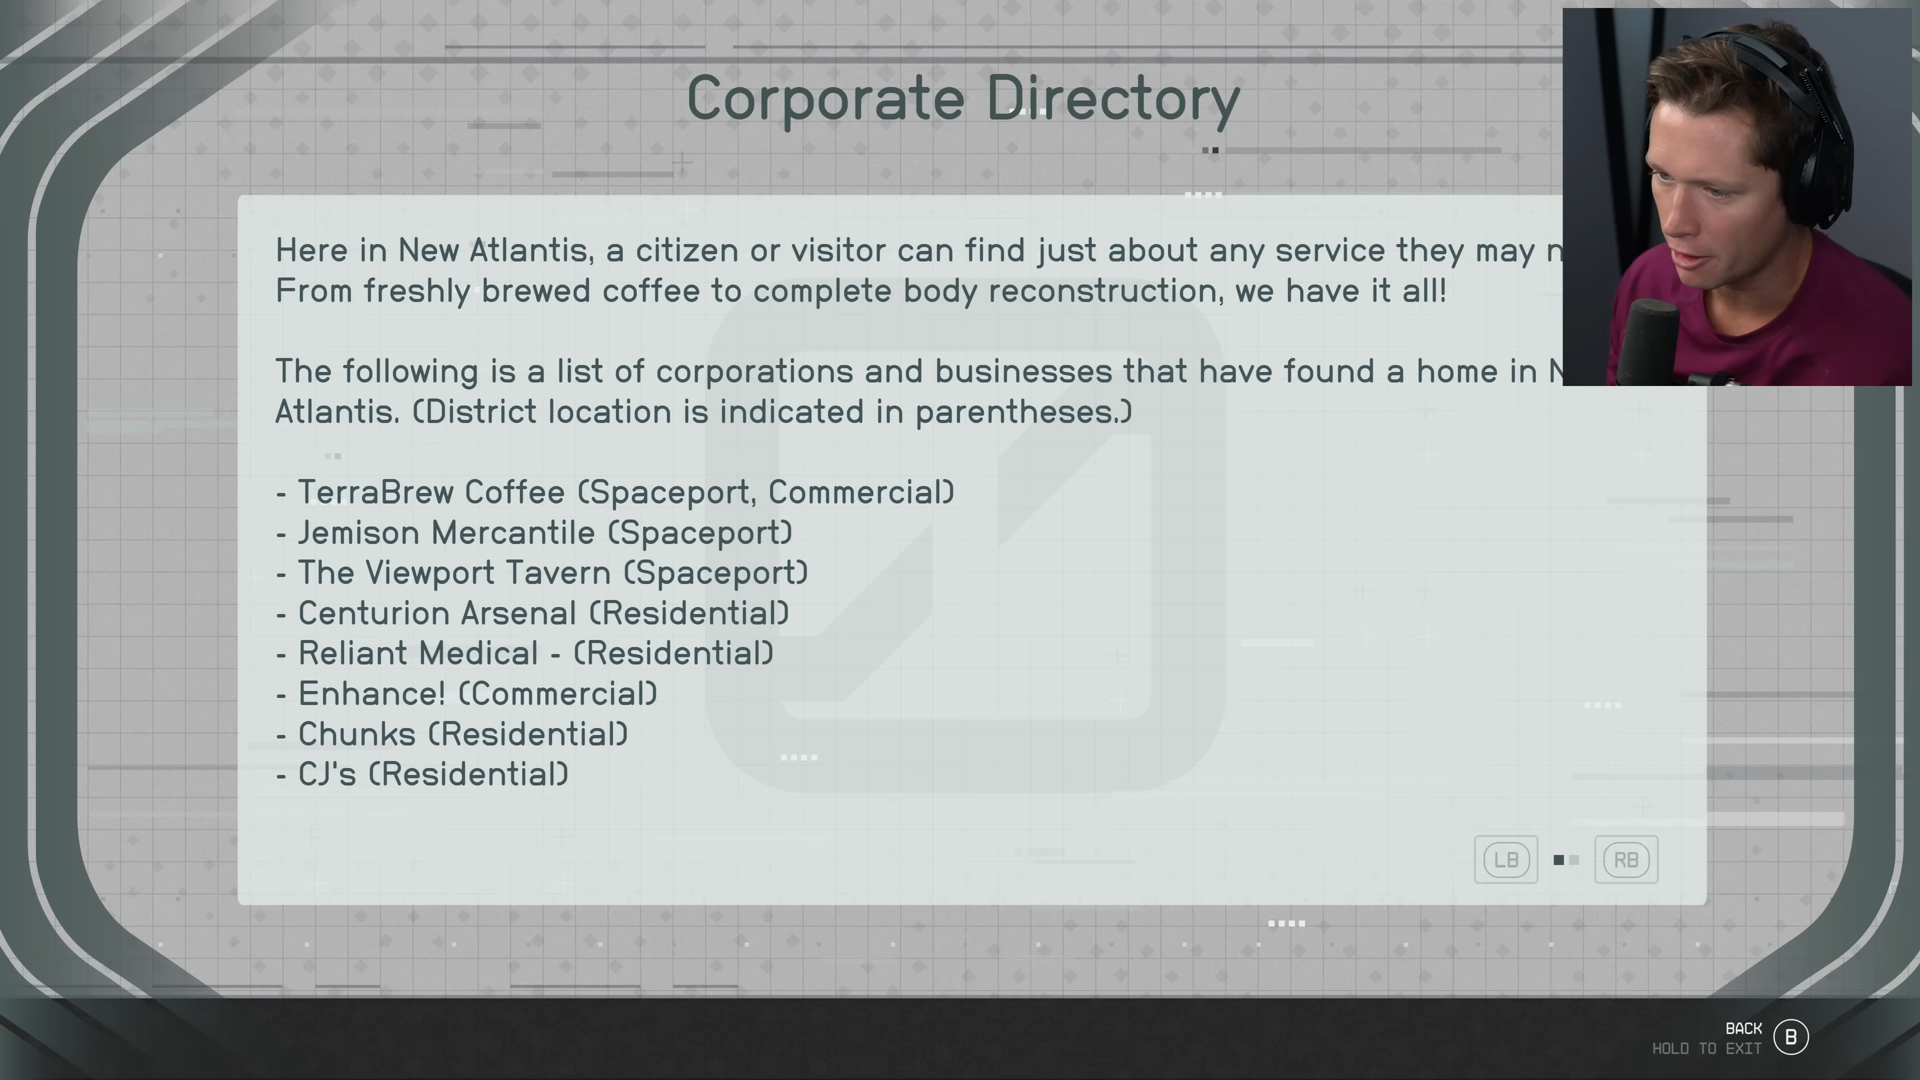 Corporate Directory
Here in New Atlantis, a citizen or visitor can find just about any service they may
From freshly brewed coffee to complete body reconstruction, we have it all!
The following is a list of corporations and businesses that have found a home in
Atlantis. (District location is indicated in parentheses.)
- TerraBrew Coffee (Spaceport, Commercial)
- Jemison Mercantile (Spaceport)
- The Viewport Tavern (Spaceport)
- Centurion Arsenal (Residential)
- Reliant Medical - (Residential)
- Enhance! (Commercial)
- Chunks (Residential)
- CJ's (Residential)
LB RB
BACK
HOLD TO EXIT B